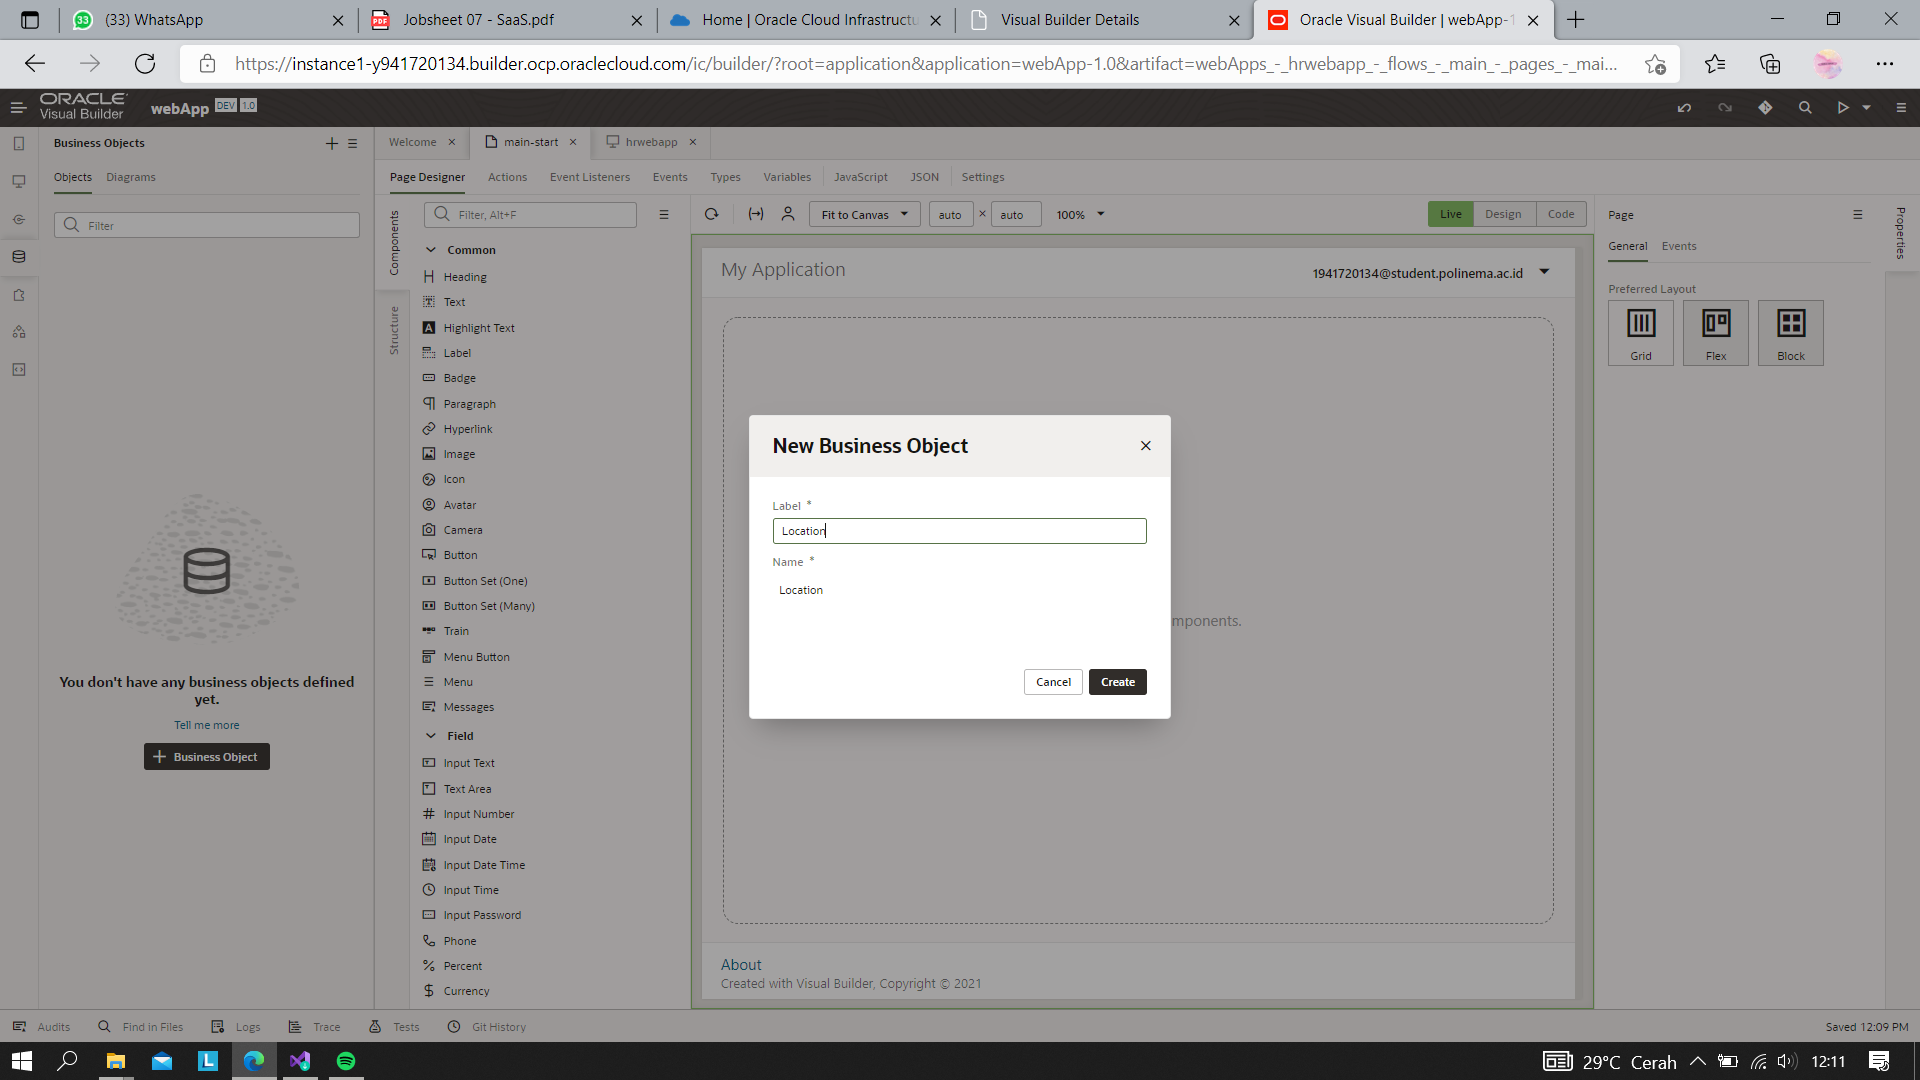 (33) WhatsApp
Jobsheet 07 - SaaS.pdf
Home | Oracle Cloud Infrastructu
Visual Builder Details
Oracle Visual Builder | webApp-1
https://instance1-y941720134.builder.ocp.oraclecloud.com/ic/builder/?root=application&application=webApp-1.0&artifact=webApps_-_hrwebapp_-_flows_-_main_-_pages_-_mai...
ORACLE
Visual Builder
webApp DEV 1.0
Business Objects
Objects Diagrams
Filter
You don't have any business objects defined
yet.
Tell me more
+ Business Object
Welcome
main-start
hrwebapp
Page Designer Actions Event Listeners Events Types Variables JavaScript JSON Settings
Components
Structure
Filter, Alt+F
Common
Heading
Text
Highlight Text
Label
Badge
Paragraph
Hyperlink
Image
Icon
Avatar
Camera
Button
Button Set (One)
Button Set (Many)
Train
Menu Button
Menu
Messages
Field
Input Text
Text Area
Input Number
Input Date
Input Date Time
Input Time
Input Password
Phone
Percent
Currency
Fit to Canvas auto × auto 100%
Live Design Code
My Application
1941720134@student.polinema.ac.id
mponents.
New Business Object
Label *
Location
Name *
Location
Cancel Create
About
Created with Visual Builder, Copyright © 2021
Page
General Events
Preferred Layout
Grid Flex Block
Properties
Audits Find in Files Logs Trace Tests Git History
Saved 12:09 PM
29°C Cerah 12:11